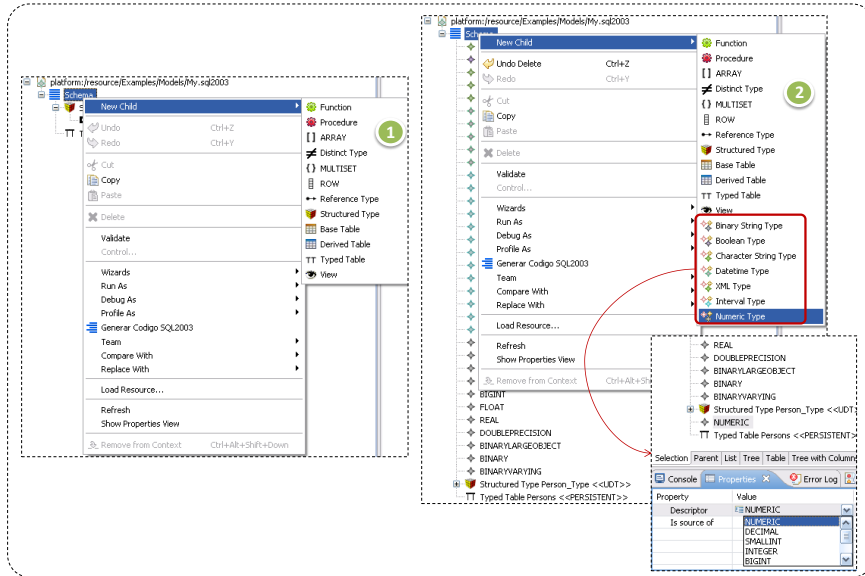 platform:/resource/Examples/Models/My.sql2003
Schema
New Child
Undo Ctrl+Z
Redo Ctrl+Y
Cut
Copy
Paste
Delete
Validate
Control...
Wizards
Run As
Debug As
Profile As
Generar Codigo SQL2003
Team
Compare With
Replace With
Load Resource...
Refresh
Show Properties View
Remove from Context Ctrl+Alt+Shift+Down
Function
Procedure
[ ] ARRAY
Distinct Type
{ } MULTISET
ROW
Reference Type
Structured Type
Base Table
Derived Table
TT Typed Table
View
1
platform:/resource/Examples/Models/My.sql2003
New Child
Undo Delete Ctrl+Z
Redo Ctrl+Y
Cut
Copy
Paste
Delete
Validate
Control...
Wizards
Run As
Debug As
Profile As
Generar Codigo SQL2003
Team
Compare With
Replace With
Load Resource...
Refresh
Show Properties View
Remove from Context Ctrl+Alt+Sh
BIGINT
FLOAT
REAL
DOUBLEPRECISION
BINARYLARGEOBJECT
BINARY
BINARYVARYING
Structured Type Person_Type <<UDT>>
Typed Table Persons <<PERSISTENT>>
Function
Procedure
[ ] ARRAY
Distinct Type
{ } MULTISET
ROW
Reference Type
Structured Type
Base Table
Derived Table
TT Typed Table
View
Binary String Type
Boolean Type
Character String Type
Datetime Type
XML Type
Interval Type
Numeric Type
2
REAL
DOUBLEPRECISION
BINARYLARGEOBJECT
BINARY
BINARYVARYING
Structured Type Person_Type <<UDT>
NUMERIC
Typed Table Persons <<PERSISTENT>
Selection Parent List Tree Table Tree with Column
Console Properties Error Log
Property Value
Descriptor NUMERIC
Is source of NUMERIC
DECIMAL
SMALLINT
INTEGER
BIGINT